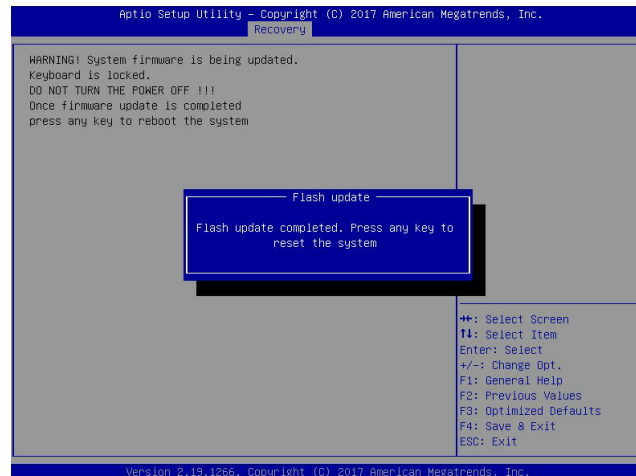 Aptio Setup Utility – Copyright (C) 2017 American Megatrends, Inc.
Recovery
WARNING! System firmware is being updated.
Keyboard is locked.
DO NOT TURN THE POWER OFF !!!
Once firmware update is completed
press any key to reboot the system
Flash update
Flash update completed. Press any key to
reset the system
→←: Select Screen
↑↓: Select Item
Enter: Select
+/-: Change Opt.
F1: General Help
F2: Previous Values
F3: Optimized Defaults
F4: Save & Exit
ESC: Exit
Version 2.19.1266. Copyright (C) 2017 American Megatrends, Inc.